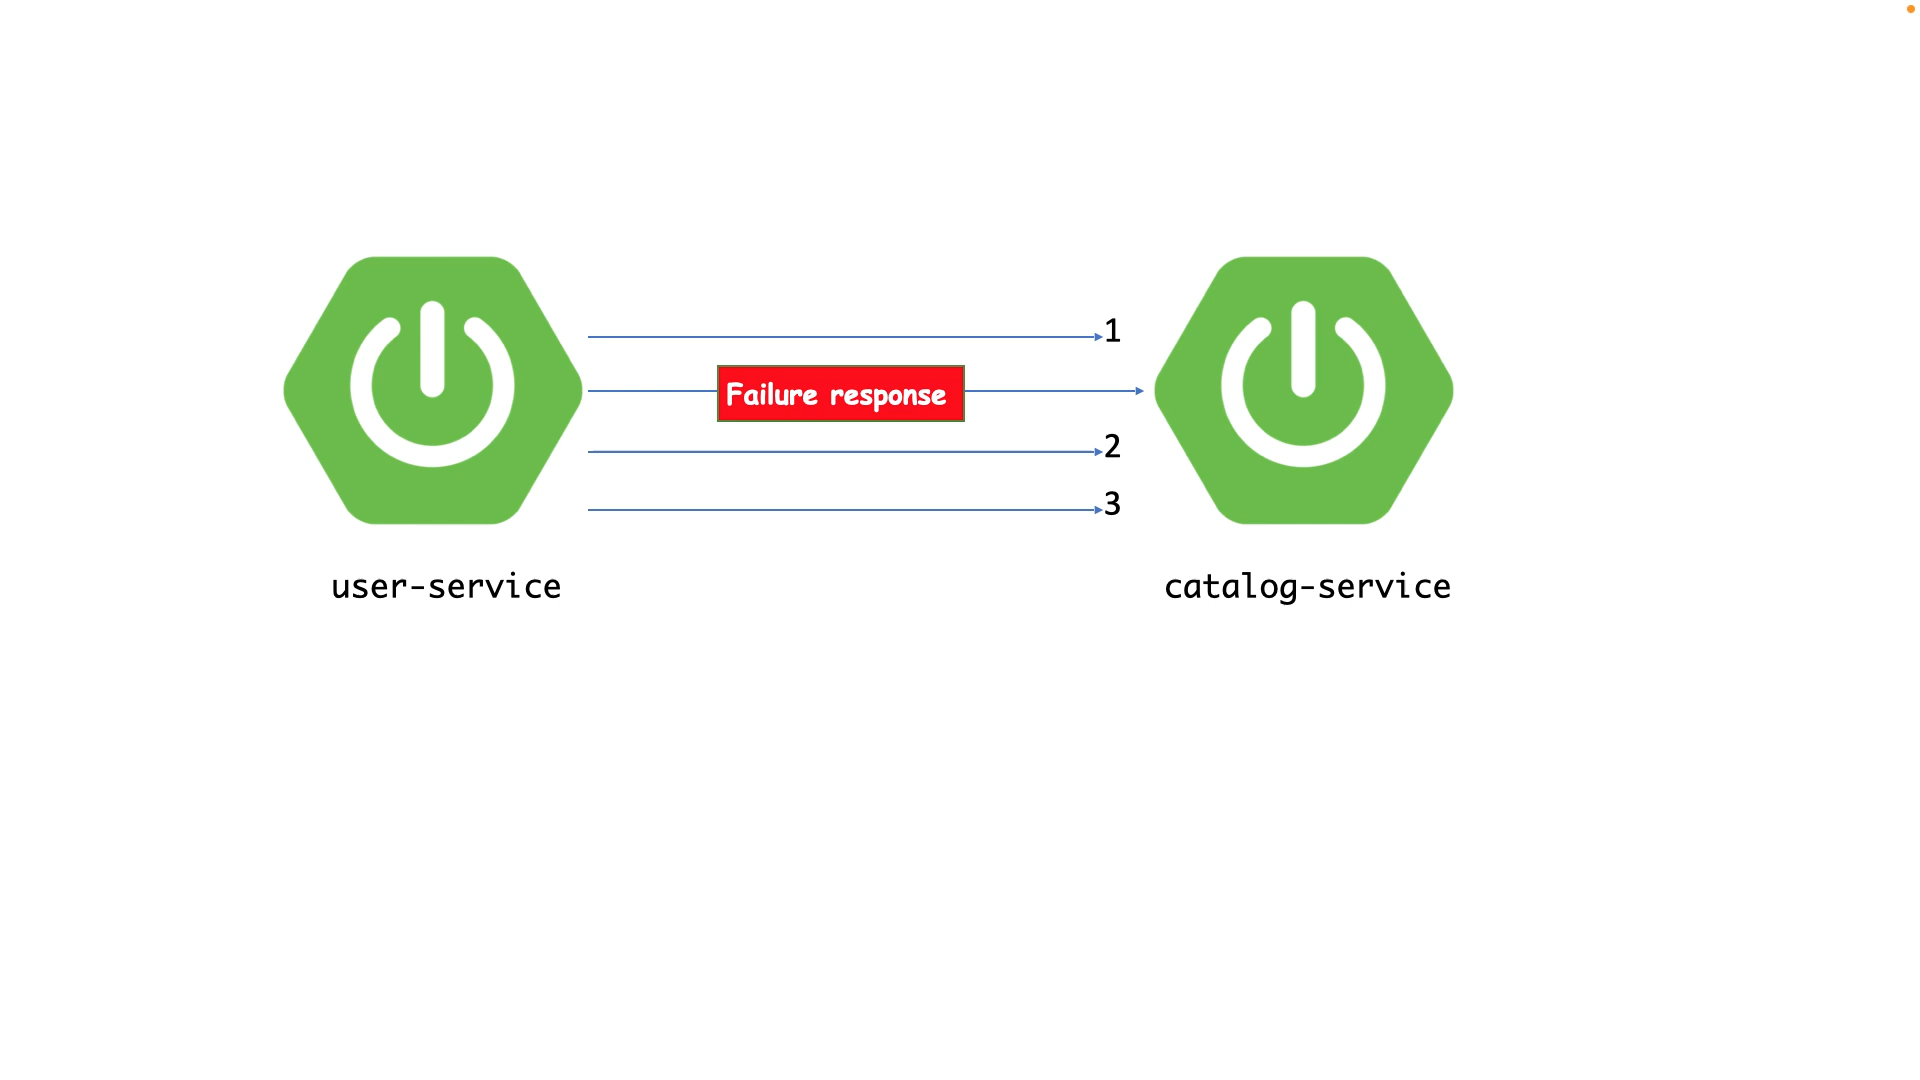 1
Failure response
2
3
user-service
catalog-service